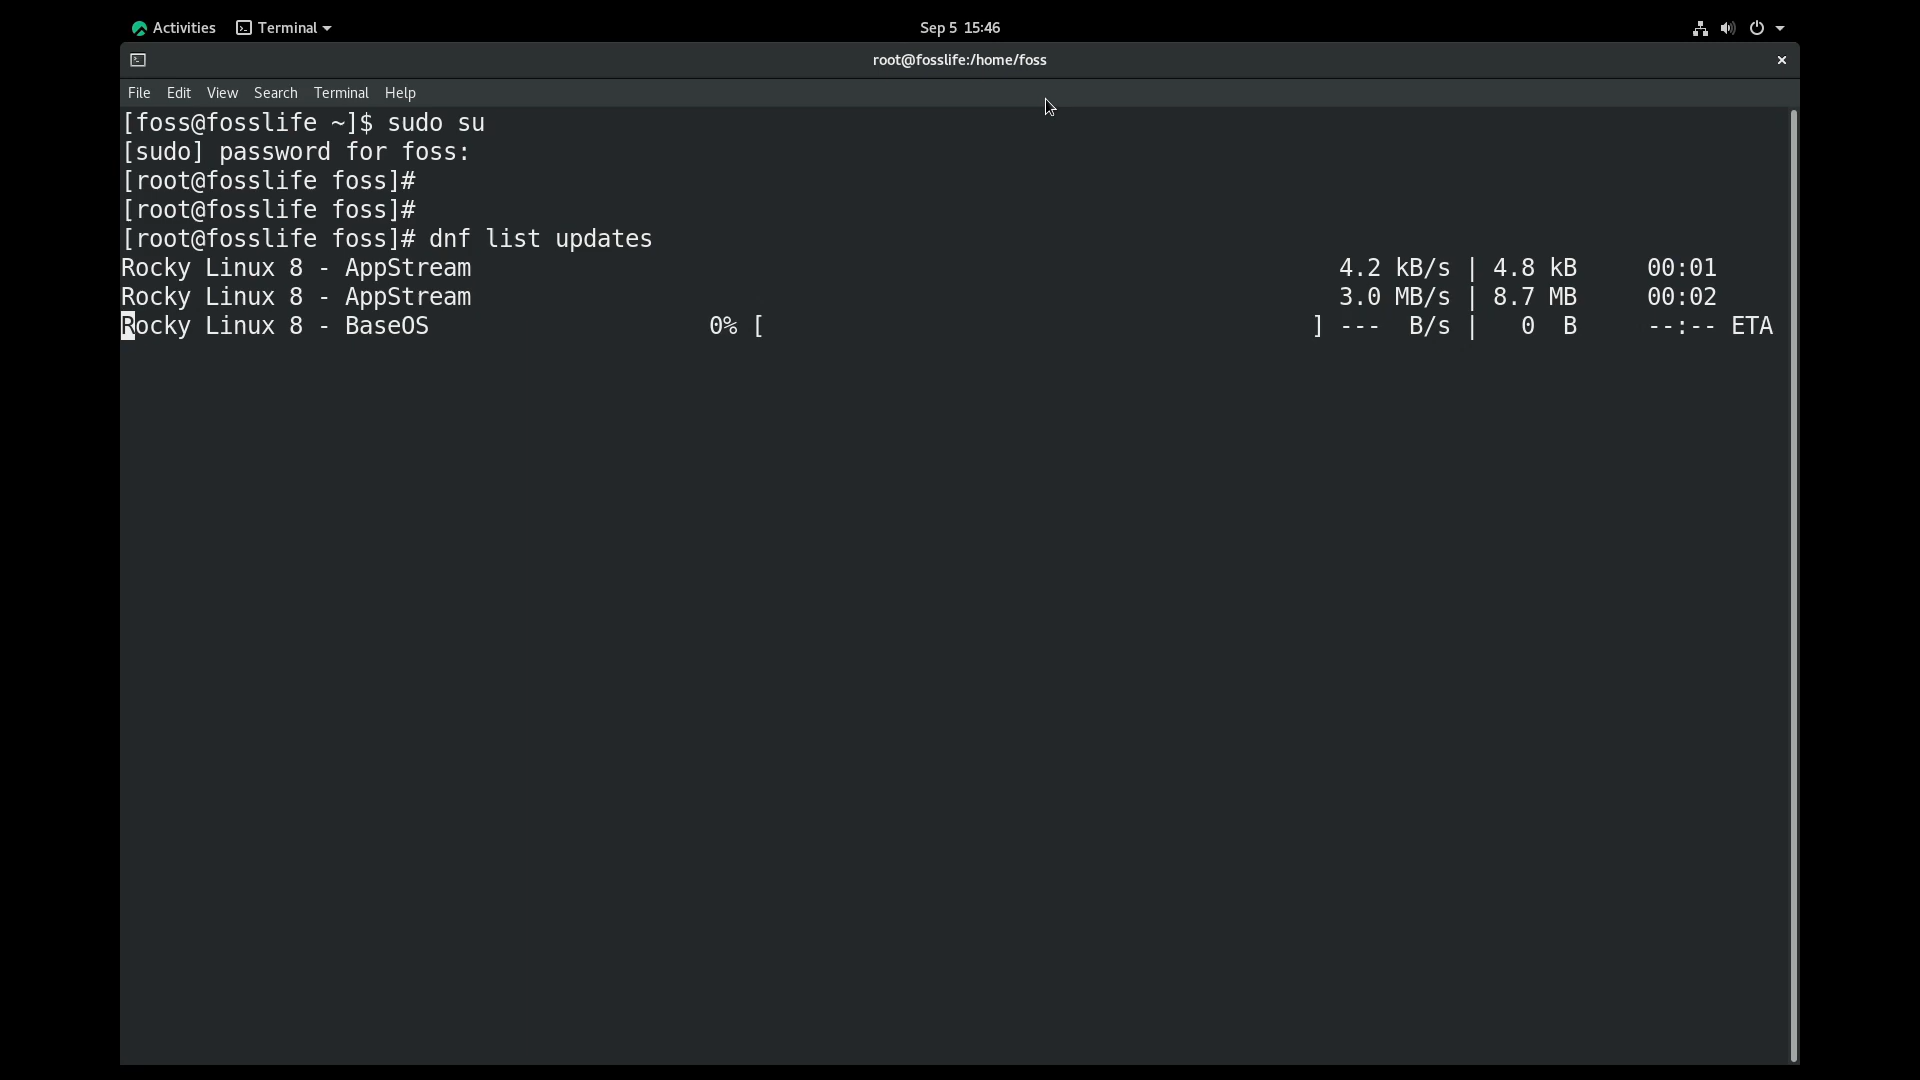 Activities Terminal Sep 5 15:46
root@fosslife:/home/foss ×
File Edit View Search Terminal Help
[foss@fosslife ~]$ sudo su
[sudo] password for foss:
[root@fosslife foss]#
[root@fosslife foss]#
[root@fosslife foss]# dnf list updates
Rocky Linux 8 - AppStream 4.2 kB/s | 4.8 kB 00:01
Rocky Linux 8 - AppStream 3.0 MB/s | 8.7 MB 00:02
Rocky Linux 8 - BaseOS 0% [ ] --- B/s | 0 B --:-- ETA